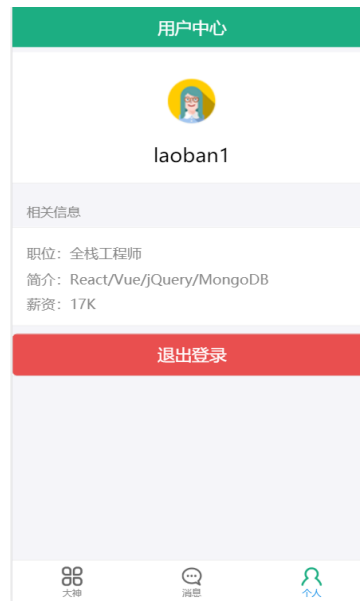 用户中心
laoban1
相关信息
职位：全栈工程师
简介：React/Vue/jQuery/MongoDB
薪资：17K
退出登录
大神
消息
个人